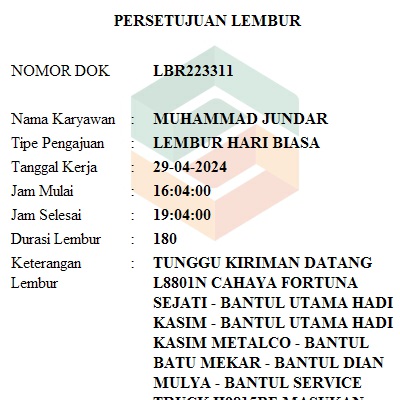 PERSETUJUAN LEMBUR
NOMOR DOK LBR223311
Nama Karyawan : MUHAMMAD JUNDAR
Tipe Pengajuan : LEMBUR HARI BIASA
Tanggal Kerja : 29-04-2024
Jam Mulai : 16:04:00
Jam Selesai : 19:04:00
Durasi Lembur : 180
Keterangan : TUNGGU KIRIMAN DATANG
Lembur L8801N CAHAYA FORTUNA
SEJATI - BANTUL UTAMA HADI
KASIM - BANTUL UTAMA HADI
KASIM METALCO - BANTUL
BATU MEKAR - BANTUL DIAN
MULYA - BANTUL SERVICE